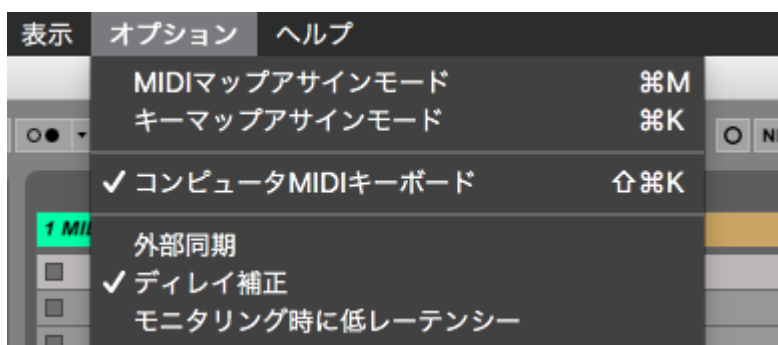 表示 オプション ヘルプ
MIDIマップアサインモード ⌘M
キーマップアサインモード ⌘K
✓コンピュータMIDIキーボード ⇧⌘K
1 MI
外部同期
✓ディレイ補正
モニタリング時に低レーテンシー